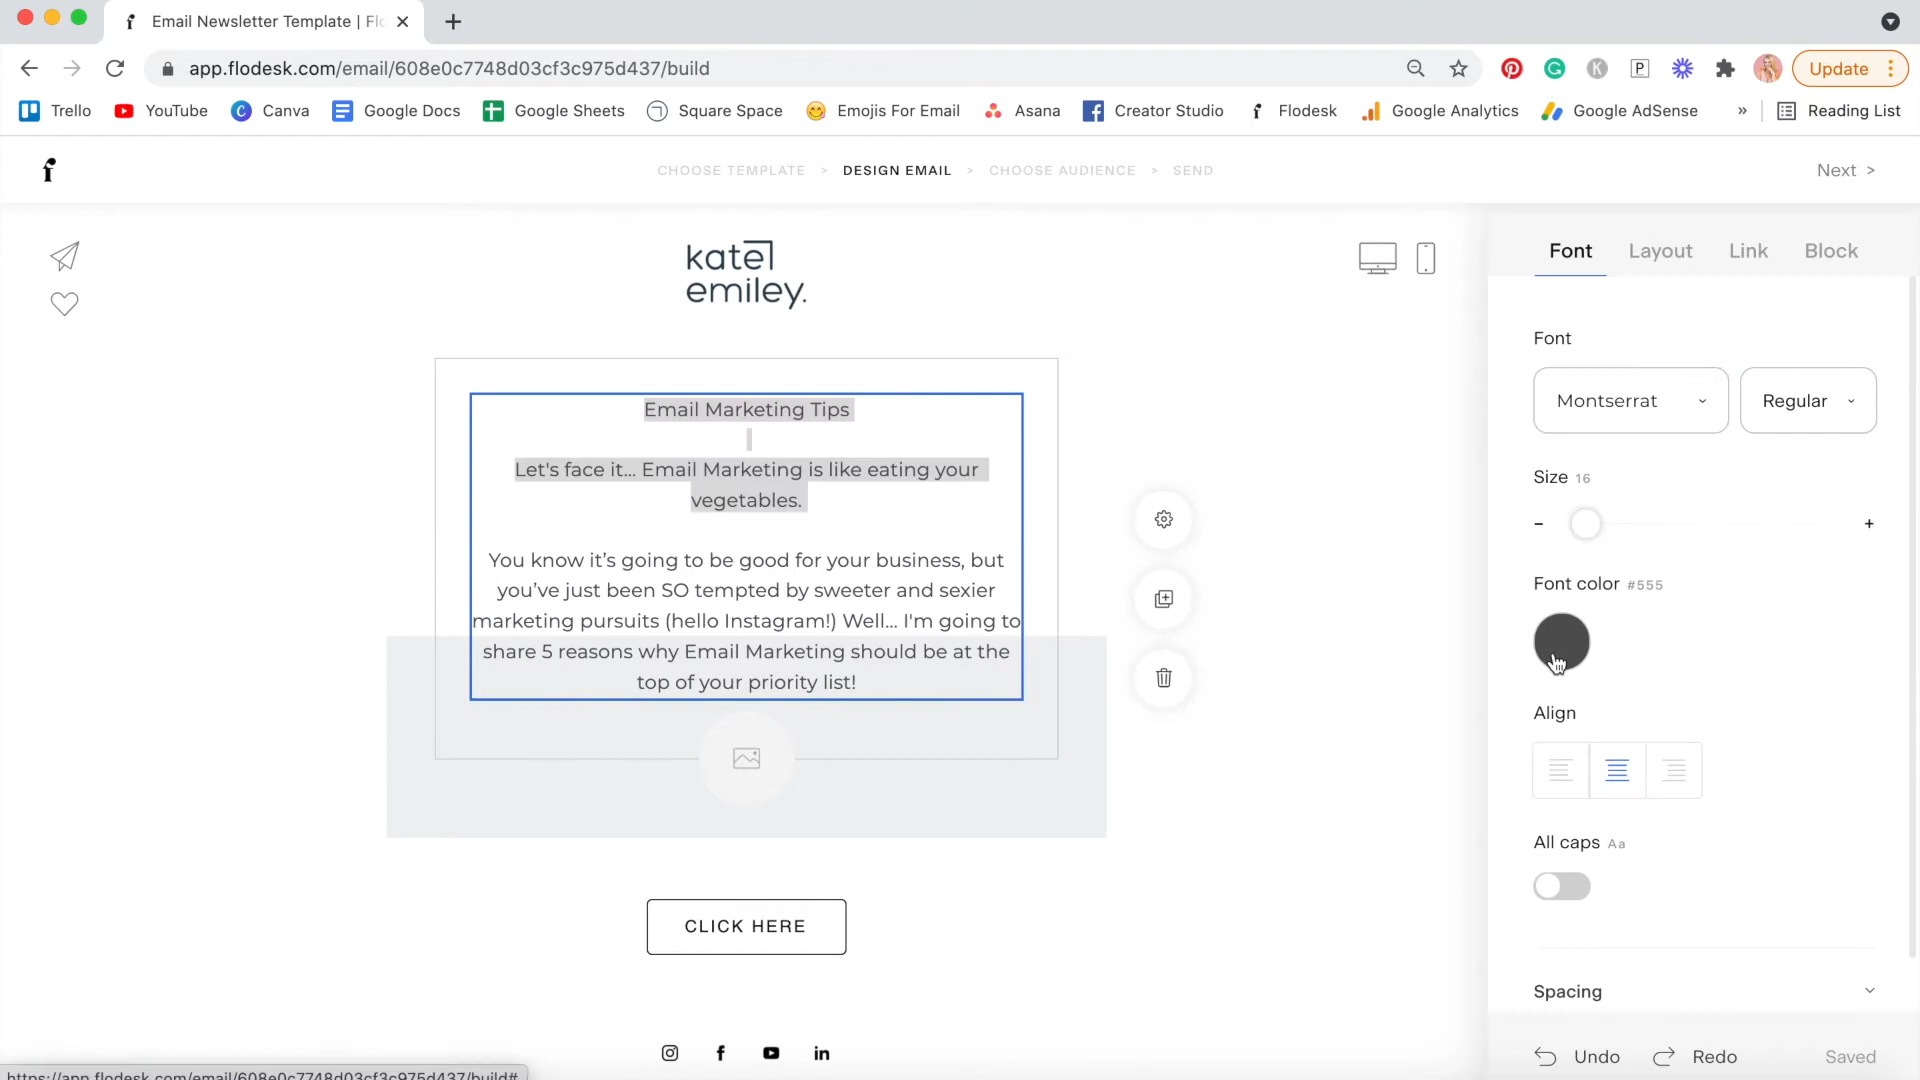 Email Newsletter Template | Flo
app.flodesk.com/email/608e0c7748d03cf3c975d437/build
Update
Trello YouTube Canva Google Docs Google Sheets Square Space Emojis For Email Asana Creator Studio Flodesk Google Analytics Google AdSense » Reading List
CHOOSE TEMPLATE > DESIGN EMAIL > CHOOSE AUDIENCE > SEND
Next >
katel
emiley.
Email Marketing Tips
Let's face it... Email Marketing is like eating your
vegetables.
You know it’s going to be good for your business, but
you’ve just been SO tempted by sweeter and sexier
marketing pursuits (hello Instagram!) Well... I'm going to
share 5 reasons why Email Marketing should be at the
top of your priority list!
CLICK HERE
Font Layout Link Block
Font
Montserrat Regular
Size 16
- +
Font color #555
Align
All caps Aa
Spacing
Undo Redo Saved
https://app.flodesk.com/email/608e0c7748d03cf3c975d437/build#